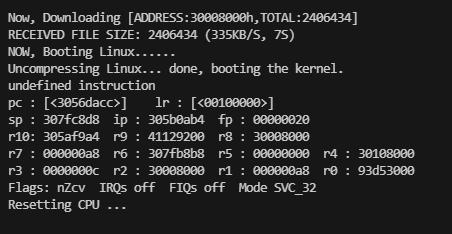 Now, Downloading [ADDRESS:30008000h,TOTAL:2406434]
RECEIVED FILE SIZE: 2406434 (335KB/S, 7S)
NOW, Booting Linux......
Uncompressing Linux... done, booting the kernel.
undefined instruction
pc : [<3056dacc>]    lr : [<00100000>]
sp : 307fc8d8  ip : 305b0ab4  fp : 00000020
r10: 305af9a4  r9 : 41129200  r8 : 30008000
r7 : 000000a8  r6 : 307fb8b8  r5 : 00000000  r4 : 30108000
r3 : 0000000c  r2 : 30008000  r1 : 000000a8  r0 : 93d53000
Flags: nZcv  IRQs off  FIQs off  Mode SVC_32
Resetting CPU ...